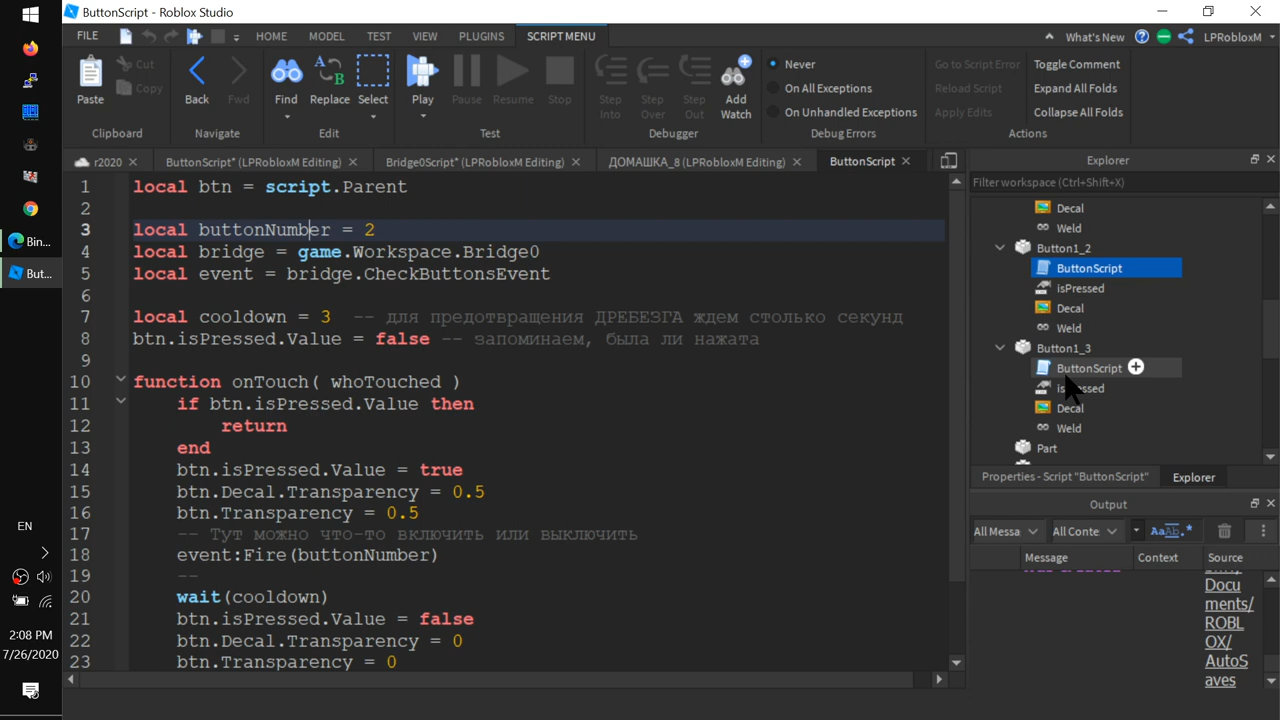 ButtonScript - Roblox Studio
FILE HOME MODEL TEST VIEW PLUGINS SCRIPT MENU What's New LPRobloxM
Paste Cut Copy Back Fwd Find Replace Select Play Pause Resume Stop Step Into Step Over Step Out Add Watch
Never
On All Exceptions
On Unhandled Exceptions
Go to Script Error Toggle Comment
Reload Script Expand All Folds
Apply Edits Collapse All Folds
Clipboard Navigate Edit Test Debugger Debug Errors Actions
r2020 ButtonScript* (LPRobloxM Editing) Bridge0Script* (LPRobloxM Editing) ДОМАШКА_8 (LPRobloxM Editing) ButtonScript
1 local btn = script.Parent
2
3 local buttonNumber = 2
4 local bridge = game.Workspace.Bridge0
5 local event = bridge.CheckButtonsEvent
6
7 local cooldown = 3 -- для предотвращения ДРЕБЕЗГА ждем столько секунд
8 btn.isPressed.Value = false -- запоминаем, была ли нажата
9
10 function onTouch( whoTouched )
11 if btn.isPressed.Value then
12 return
13 end
14 btn.isPressed.Value = true
15 btn.Decal.Transparency = 0.5
16 btn.Transparency = 0.5
17 -- Тут можно что-то включить или выключить
18 event:Fire(buttonNumber)
19 --
20 wait(cooldown)
21 btn.isPressed.Value = false
22 btn.Decal.Transparency = 0
23 btn.Transparency = 0
Explorer
Filter workspace (Ctrl+Shift+X)
Decal
Weld
Button1_2
ButtonScript
isPressed
Decal
Weld
Button1_3
ButtonScript
Decal
Weld
Part
Properties - Script "ButtonScript" Explorer
Output
All Messa All Conte AaAb.*
Message Context Source
Docu
ments/
ROBL
OX/
AutoS
aves
Bin...
But...
EN
2:08 PM
7/26/2020